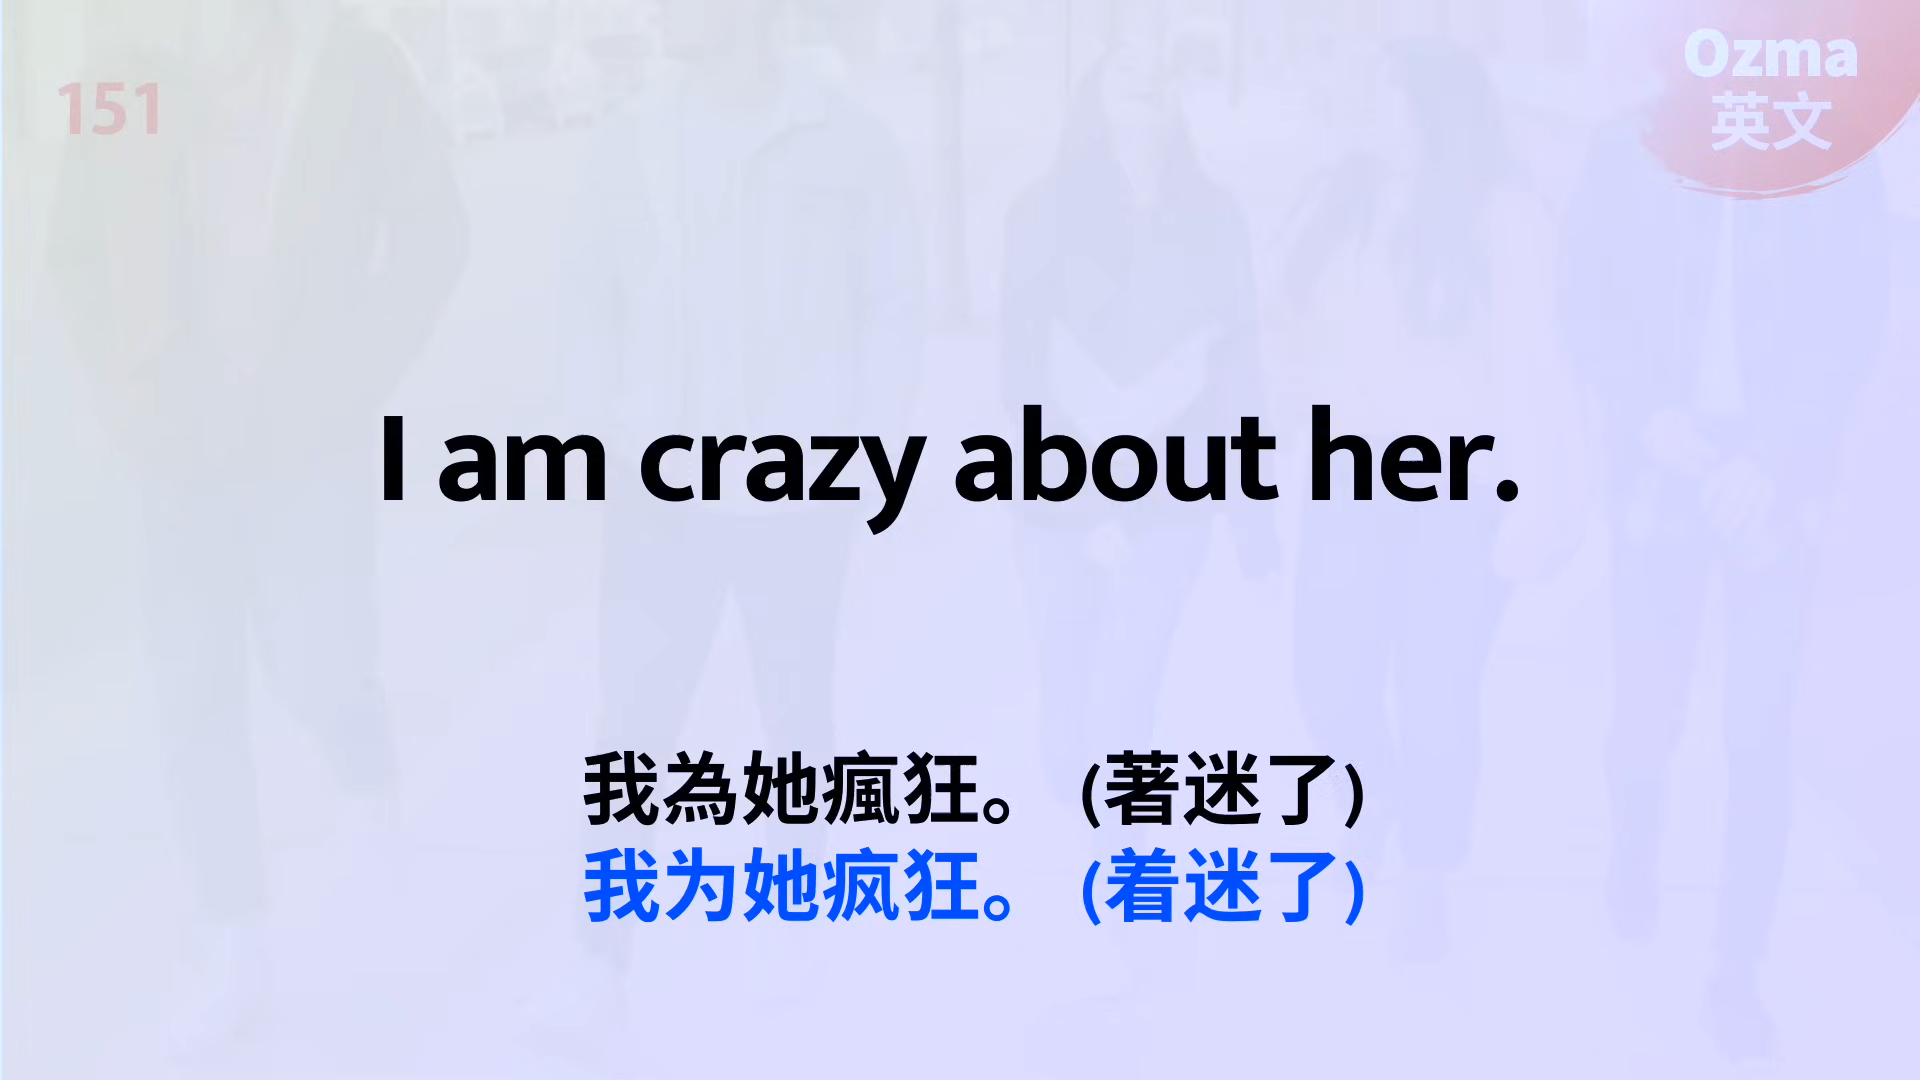 151
Ozma
英文
I am crazy about her.
我為她瘋狂。 (著迷了)
我为她疯狂。 (着迷了)